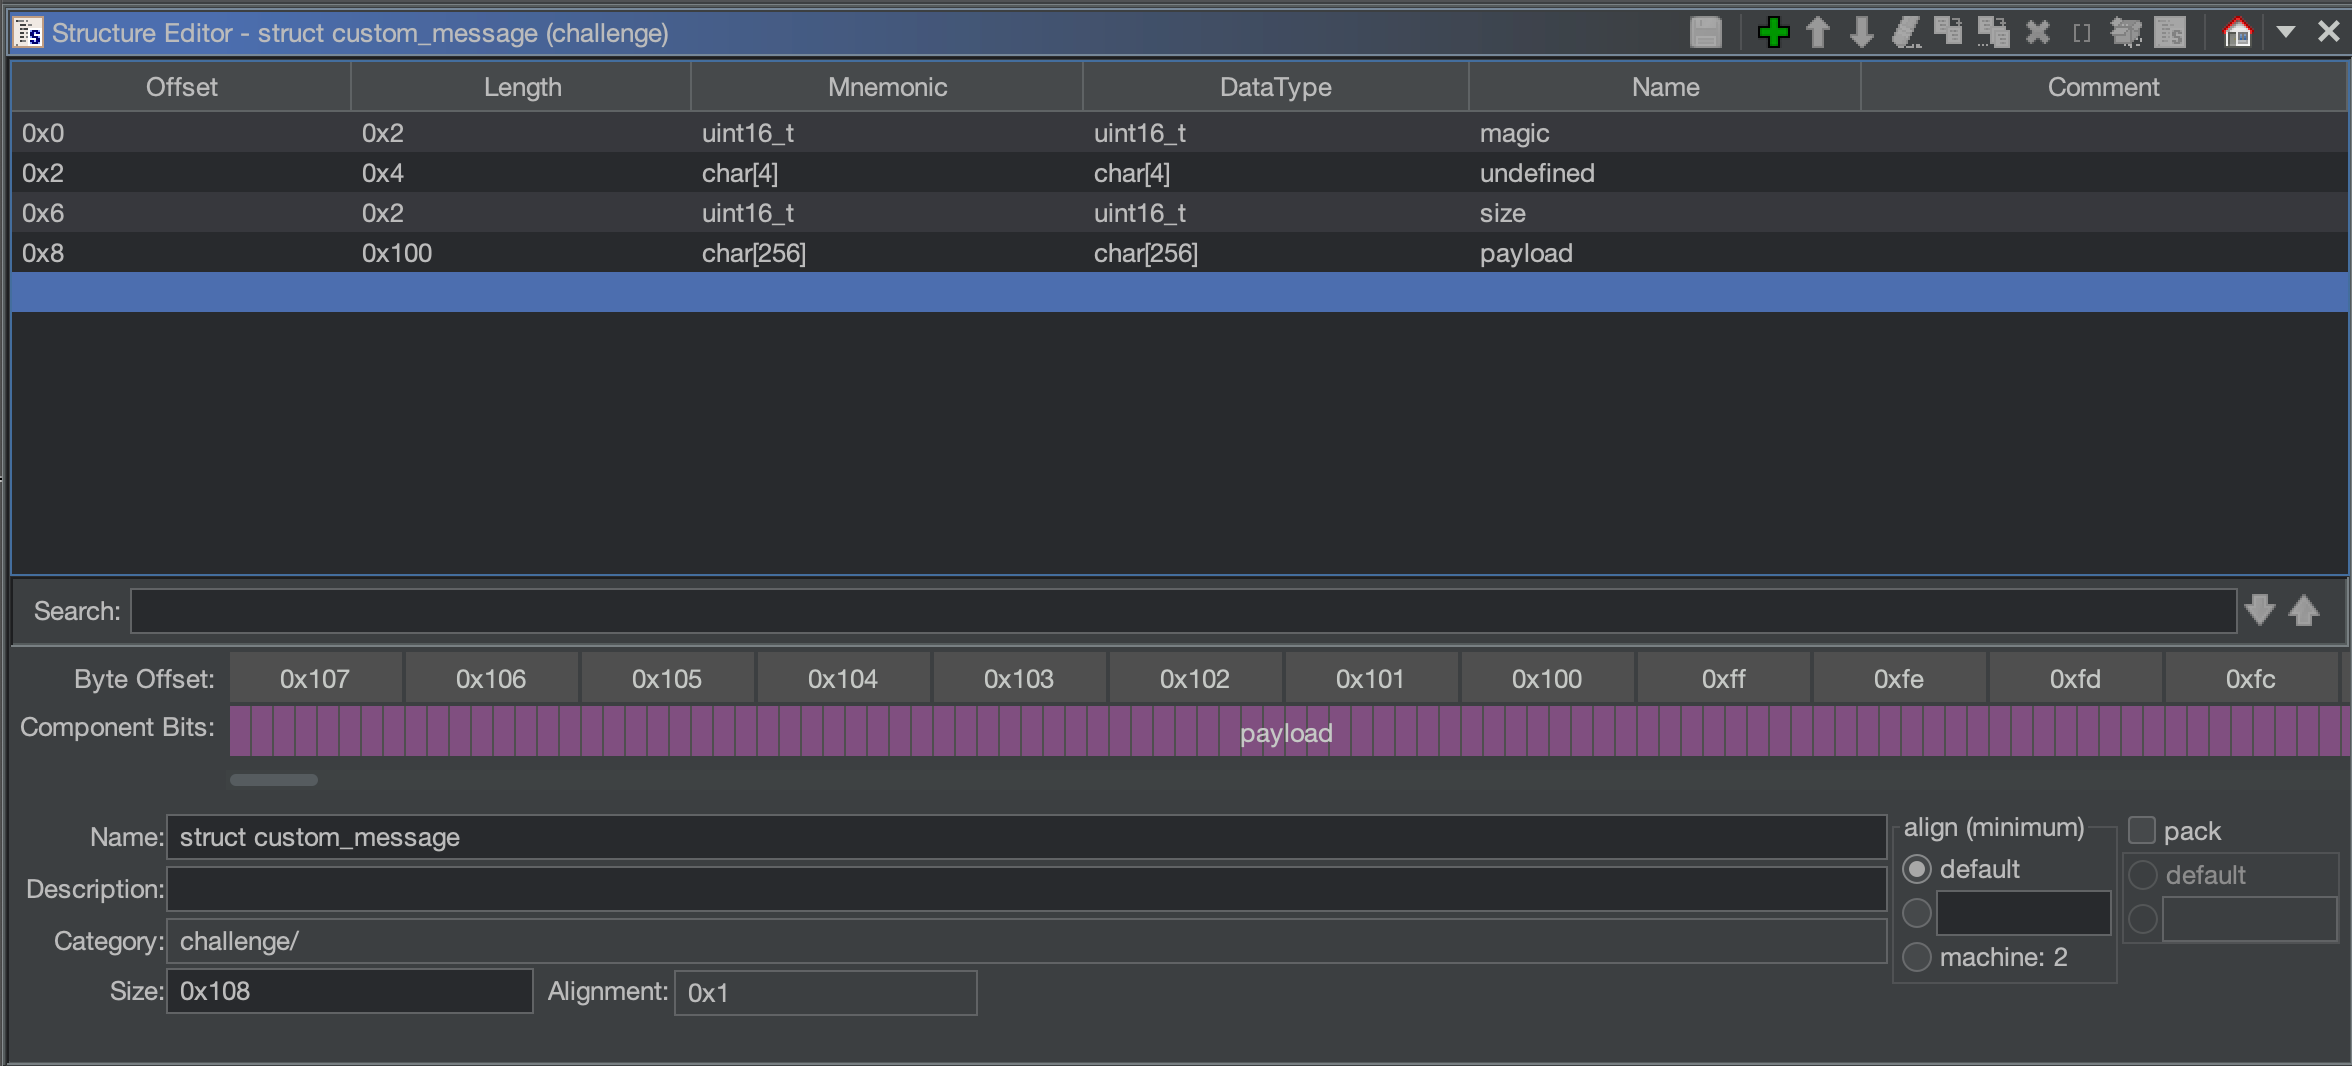 Structure Editor - struct custom_message (challenge)
Offset Length Mnemonic DataType Name Comment
0x0 0x2 uint16_t uint16_t magic
0x2 0x4 char[4] char[4] undefined
0x6 0x2 uint16_t uint16_t size
0x8 0x100 char[256] char[256] payload
Search:
Byte Offset: 0x107 0x106 0x105 0x104 0x103 0x102 0x101 0x100 0xff 0xfe 0xfd 0xfc
Component Bits: payload
Name: struct custom_message
Description:
Category: challenge/
Size: 0x108 Alignment: 0x1
align (minimum)
default
machine: 2
pack
default